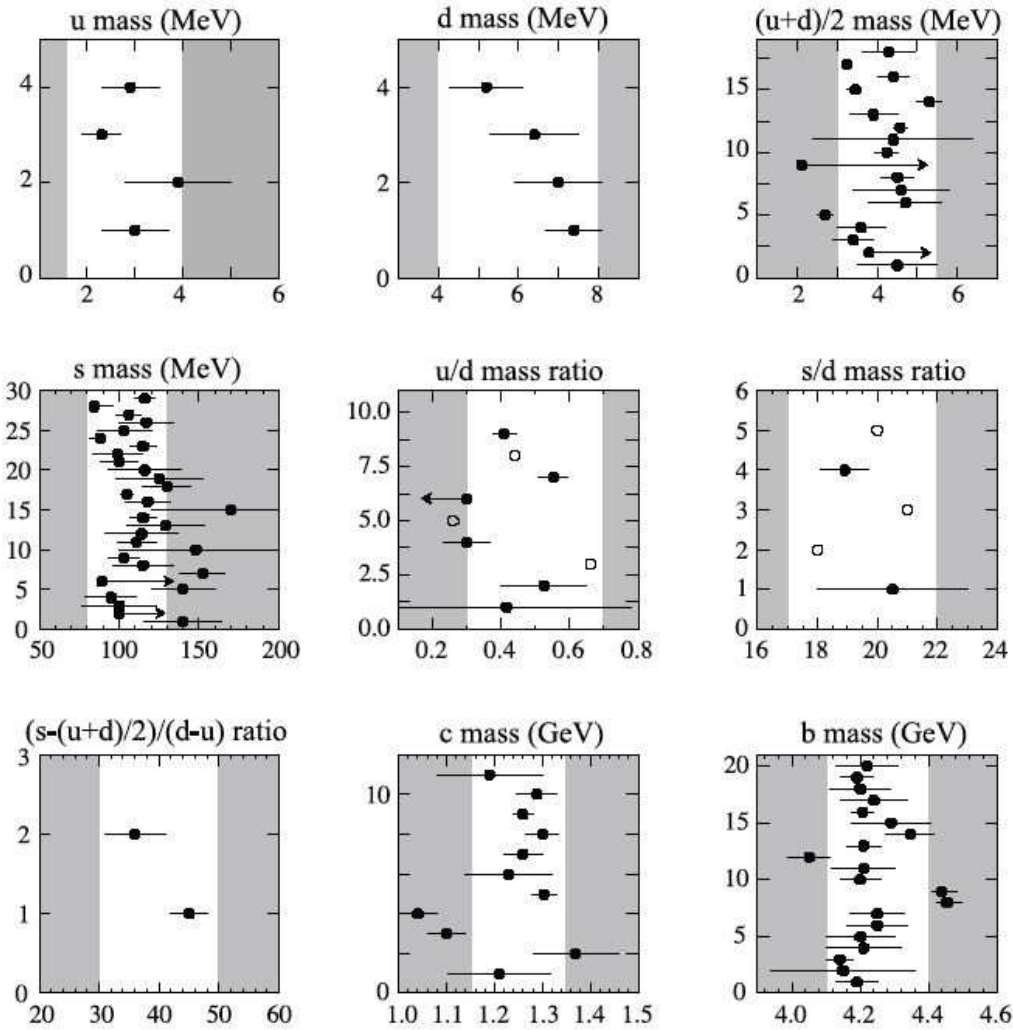 u mass (MeV)
d mass (MeV)
(u+d)/2 mass (MeV)
4
2
0
2 4 6
4
2
0
4 6 8
15
10
5
0
2 4 6
s mass (MeV)
u/d mass ratio
s/d mass ratio
30
25
20
15
10
5
0
50 100 150 200
10.0
7.5
5.0
2.5
0.0
0.2 0.4 0.6 0.8
6
5
4
3
2
1
0
16 18 20 22 24
(s-(u+d)/2)/(d-u) ratio
c mass (GeV)
b mass (GeV)
3
2
1
0
20 30 40 50 60
10
0
1.0 1.1 1.2 1.3 1.4 1.5
20
15
10
5
0
4.0 4.2 4.4 4.6